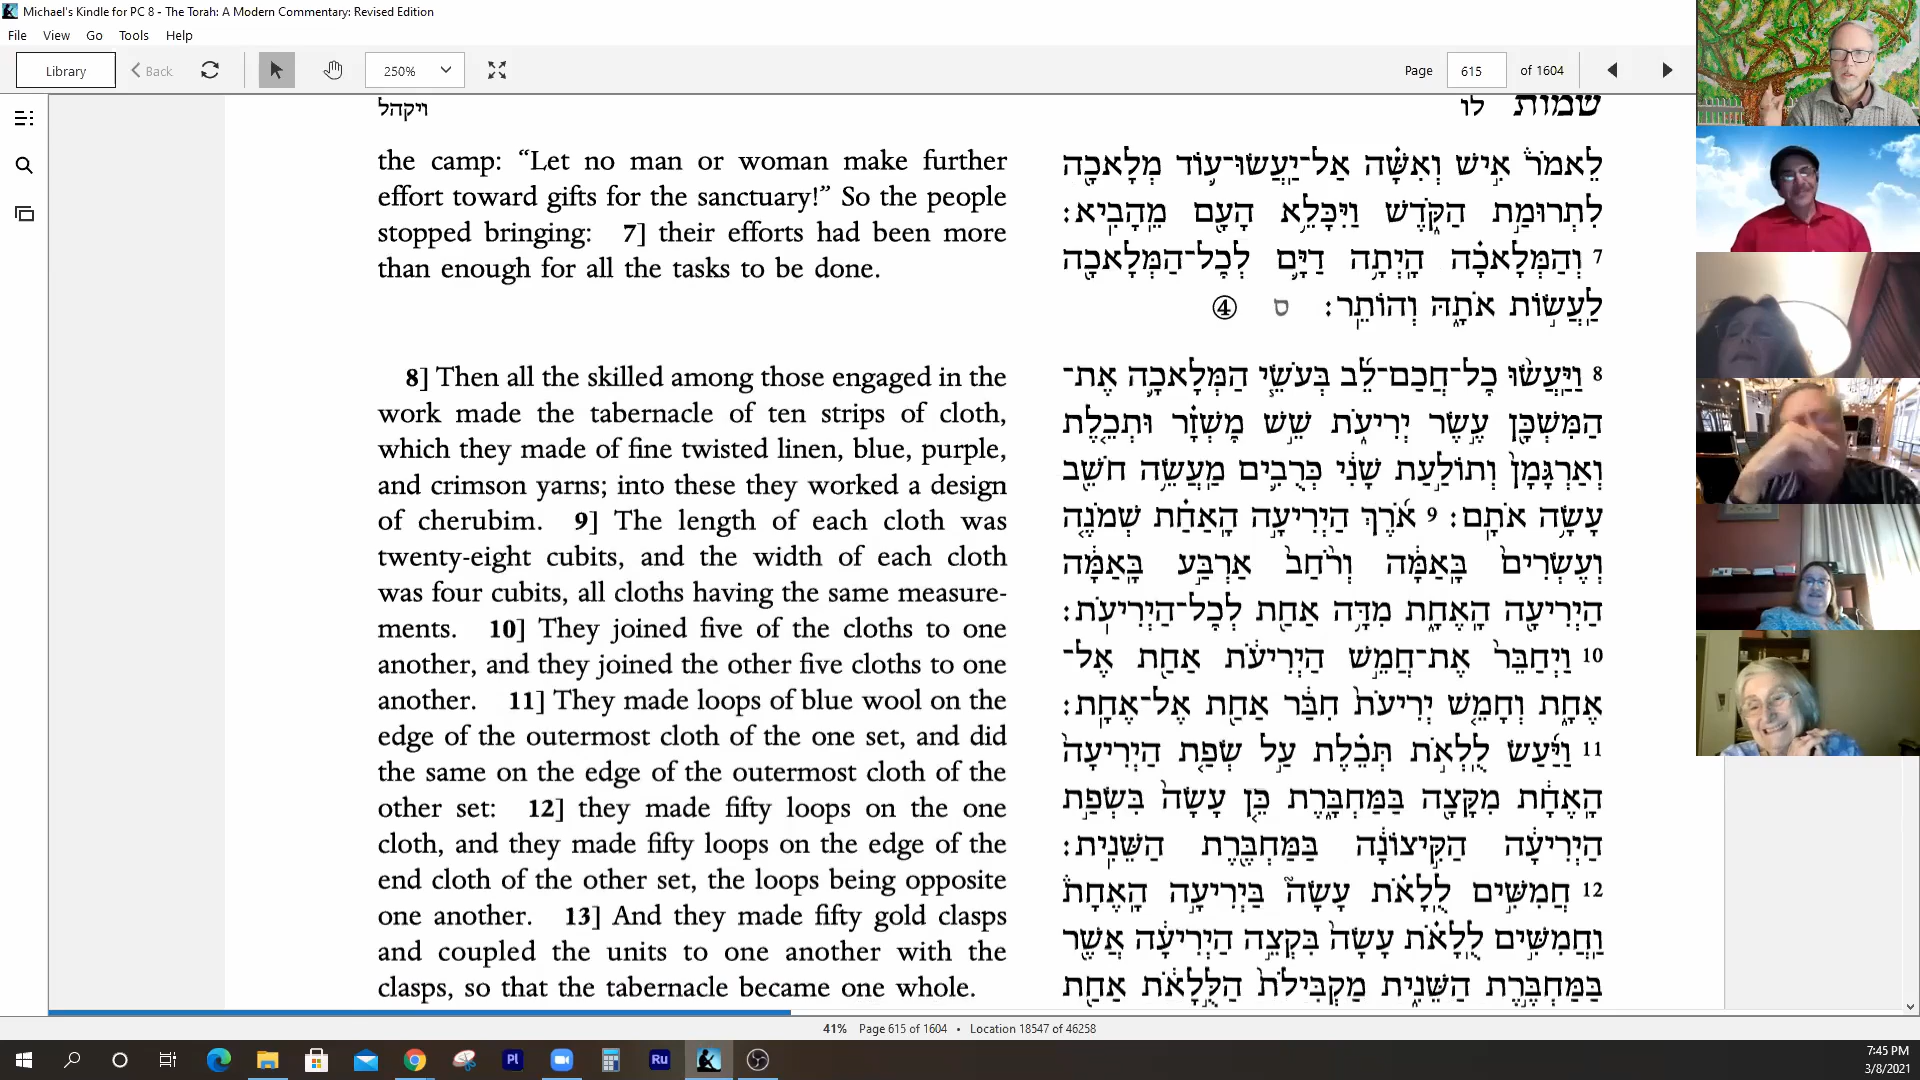 Michael's Kindle for PC 8 - The Torah: A Modern Commentary: Revised Edition
File View Go Tools Help
Library Back 250% Page 615 of 1604
ויקהל
the camp: “Let no man or woman make further
effort toward gifts for the sanctuary!” So the people
stopped bringing: 7] their efforts had been more
than enough for all the tasks to be done.
8] Then all the skilled among those engaged in the
work made the tabernacle of ten strips of cloth,
which they made of fine twisted linen, blue, purple,
and crimson yarns; into these they worked a design
of cherubim. 9] The length of each cloth was
twenty-eight cubits, and the width of each cloth
was four cubits, all cloths having the same measure-
ments. 10] They joined five of the cloths to one
another, and they joined the other five cloths to one
another. 11] They made loops of blue wool on the
edge of the outermost cloth of the one set, and did
the same on the edge of the outermost cloth of the
other set: 12] they made fifty loops on the one
cloth, and they made fifty loops on the edge of the
end cloth of the other set, the loops being opposite
one another. 13] And they made fifty gold clasps
and coupled the units to one another with the
clasps, so that the tabernacle became one whole.
שמות לו
לֵאמֹר֒ אִ֣ישׁ וְאִשָּׁ֗ה אַל־יַעֲשׂוּ־ע֛וֹד מְלָאכָ֖ה
לִתְרוּמַ֣ת הַקֹּ֑דֶשׁ וַיִּכָּלֵ֥א הָעָ֖ם מֵהָבִֽיא׃
7 וְהַמְּלָאכָ֗ה הָיְתָ֥ה דַיָּ֛ם לְכׇל־הַמְּלָאכָ֖ה
לַעֲשׂ֣וֹת אֹתָ֑הּ וְהוֹתֵֽר׃ ס ④
8 וַיַּעֲשׂ֨וּ כׇל־חֲכַם־לֵ֜ב בְּעֹשֵׂ֧י הַמְּלָאכָ֛ה אֶת־
הַמִּשְׁכָּ֖ן עֶ֣שֶׂר יְרִיעֹ֑ת שֵׁ֣שׁ מׇשְׁזָ֗ר וּתְכֵ֤לֶת
וְאַרְגָּמָן֙ וְתוֹלַ֣עַת שָׁנִ֔י כְּרֻבִ֛ים מַעֲשֵׂ֥ה חֹשֵׁ֖ב
עָשָׂ֥ה אֹתָֽם׃ 9 אֹ֜רֶךְ הַיְרִיעָ֣ה הָאַחַ֗ת שְׁמֹנֶ֤ה
וְעֶשְׂרִים֙ בָּֽאַמָּ֔ה וְרֹ֙חַב֙ אַרְבַּ֣ע בָּֽאַמָּ֔ה
הַיְרִיעָ֖ה הָאֶחָ֑ת מִדָּ֥ה אַחַ֖ת לְכׇל־הַיְרִיעֹֽת׃
10 וַיְחַבֵּר֙ אֶת־חֲמֵ֣שׁ הַיְרִיעֹ֔ת אַחַ֖ת אֶל־
אֶחָ֑ת וְחָמֵ֤שׁ יְרִיעֹת֙ חִבַּ֔ר אַחַ֖ת אֶל־אֶחָֽת׃
11 וַיַּ֜עַשׂ לֻֽלְאֹ֣ת תְּכֵ֗לֶת עַ֣ל שְׂפַ֤ת הַיְרִיעָה֙
הָֽאֶחָ֔ת מִקָּצָ֖ה בַּמַּחְבָּ֑רֶת כֵּ֤ן עָשָׂה֙ בִּשְׂפַ֣ת
הַיְרִיעָ֔ה הַקִּ֣יצוֹנָ֔ה בַּמַּחְבֶּ֖רֶת הַשֵּׁנִֽית׃
12 חֲמִשִּׁ֣ים לֻלָאֹ֗ת עָשָׂה֮ בַּיְרִיעָ֣ה הָאֶחָת֒
וַחֲמִשִּׁ֣ים לֻלָאֹ֗ת עָשָׂה֙ בִּקְצֵ֣ה הַיְרִיעָ֔ה אֲשֶׁ֖ר
בַּמַּחְבֶּ֣רֶת הַשֵּׁנִ֑ית מַקְבִּילֹת֙ הַלֻּ֣לָאֹ֔ת אַחַ֖ת
41% Page 615 of 1604 • Location 18547 of 46258
Pl Ru
7:45 PM
3/8/2021